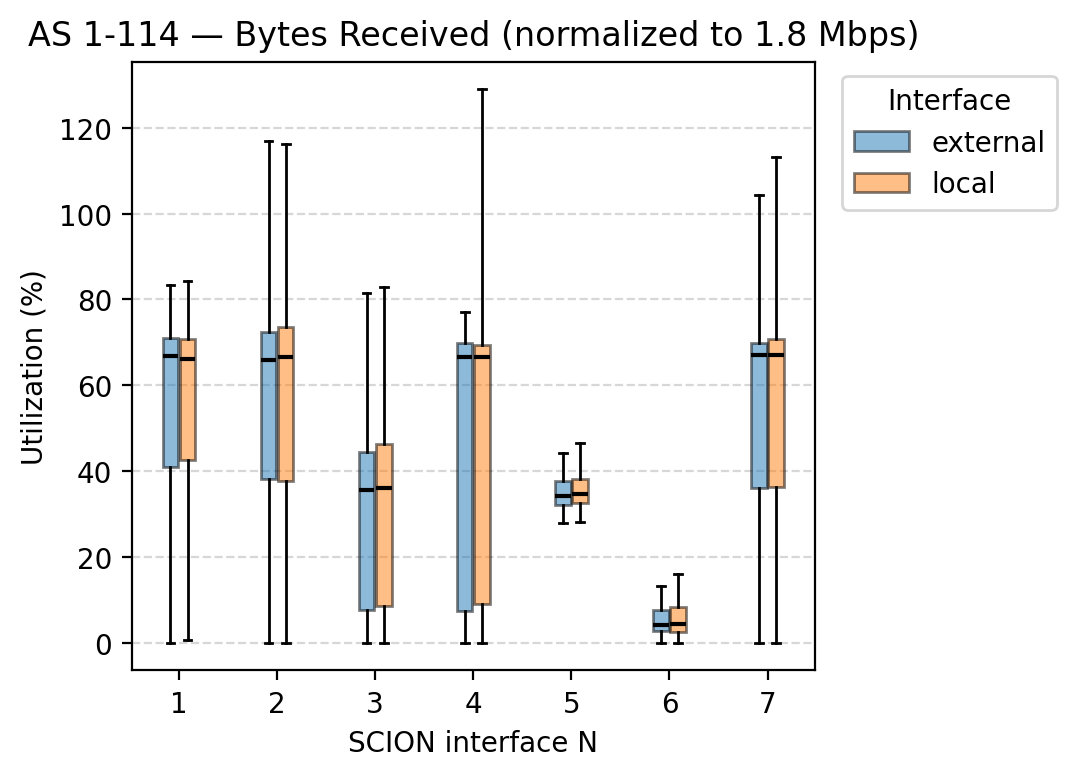 AS 1-114 — Bytes Received (normalized to 1.8 Mbps)
Interface
external
local
Utilization (%)
120
100
80
60
40
20
0
1 2 3 4 5 6 7
SCION interface N